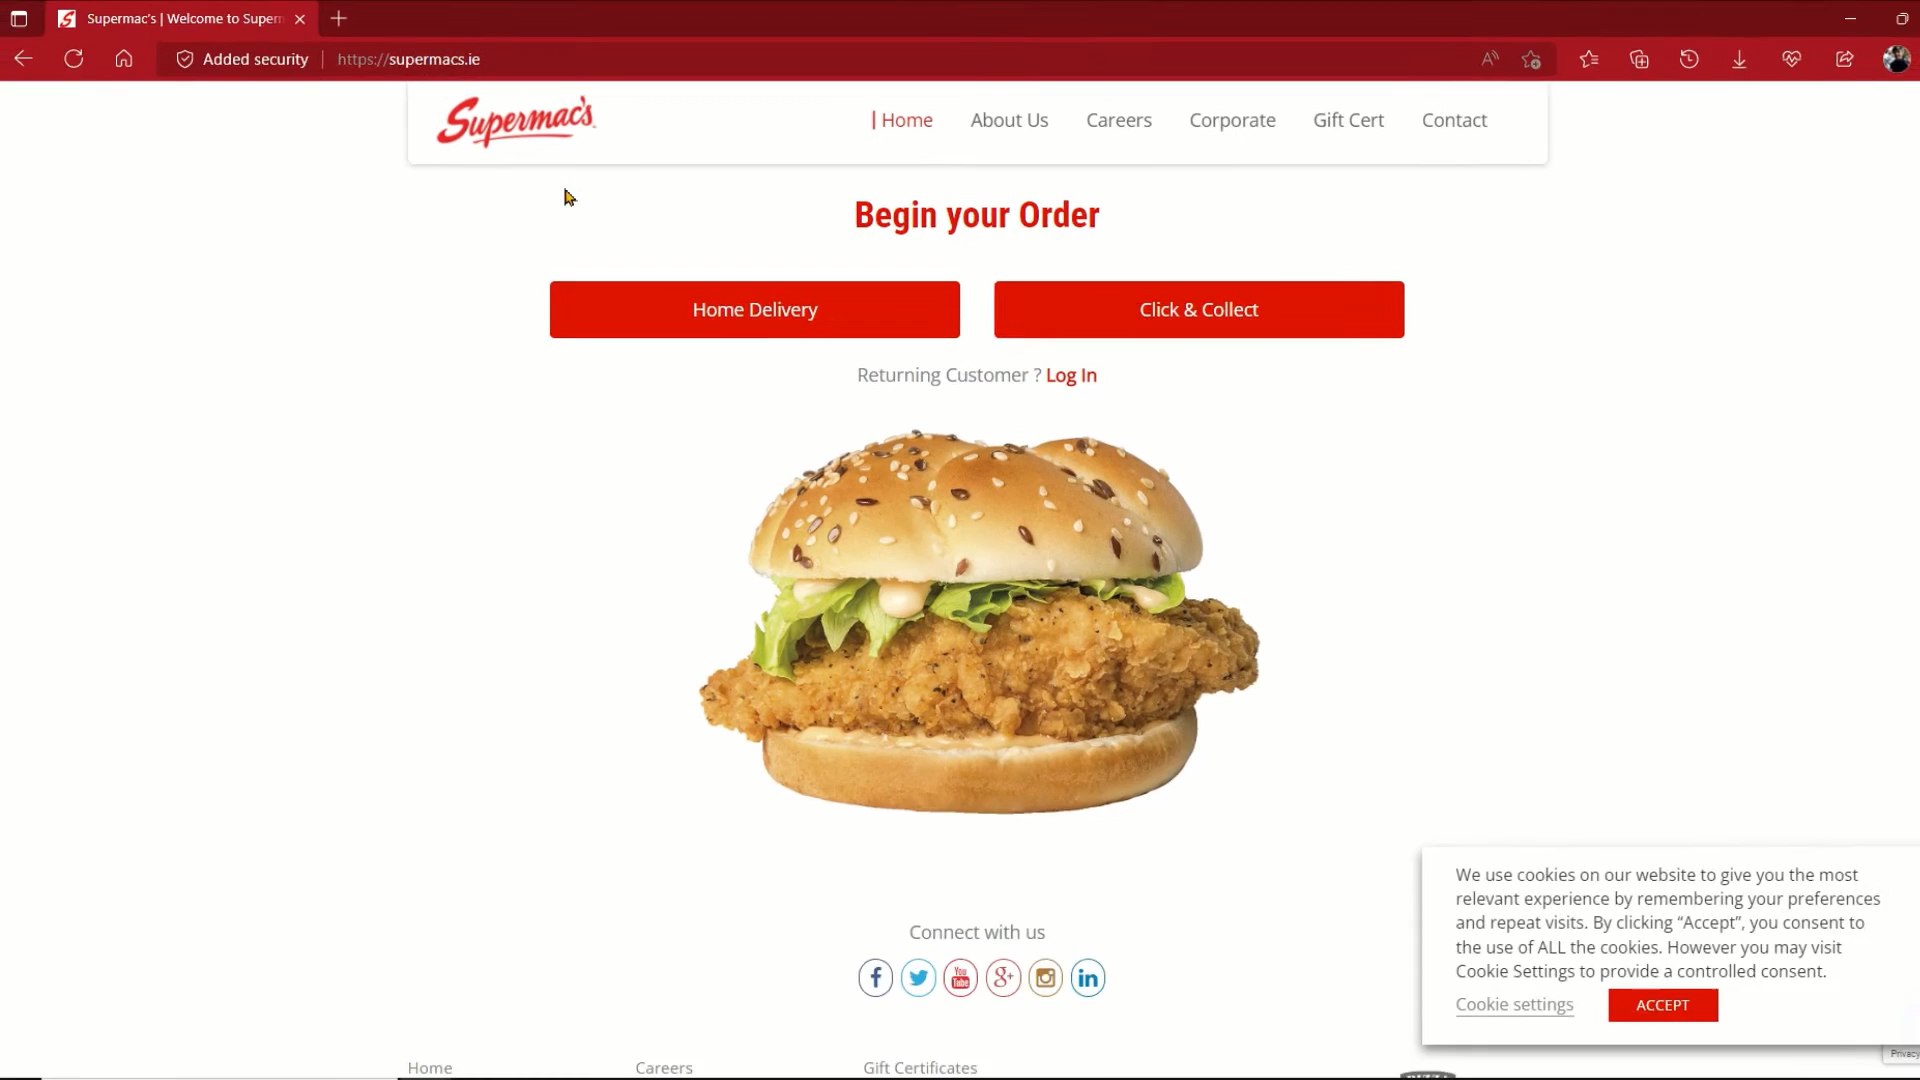 Supermac's | Welcome to Superm
Added security
https://supermacs.ie
Supermac's
Home
About Us
Careers
Corporate
Gift Cert
Contact
Begin your Order
Home Delivery
Click & Collect
Returning Customer ? Log In
Connect with us
We use cookies on our website to give you the most
relevant experience by remembering your preferences
and repeat visits. By clicking “Accept”, you consent to
the use of ALL the cookies. However you may visit
Cookie Settings to provide a controlled consent.
Cookie settings
ACCEPT
Privacy
Home
Careers
Gift Certificates